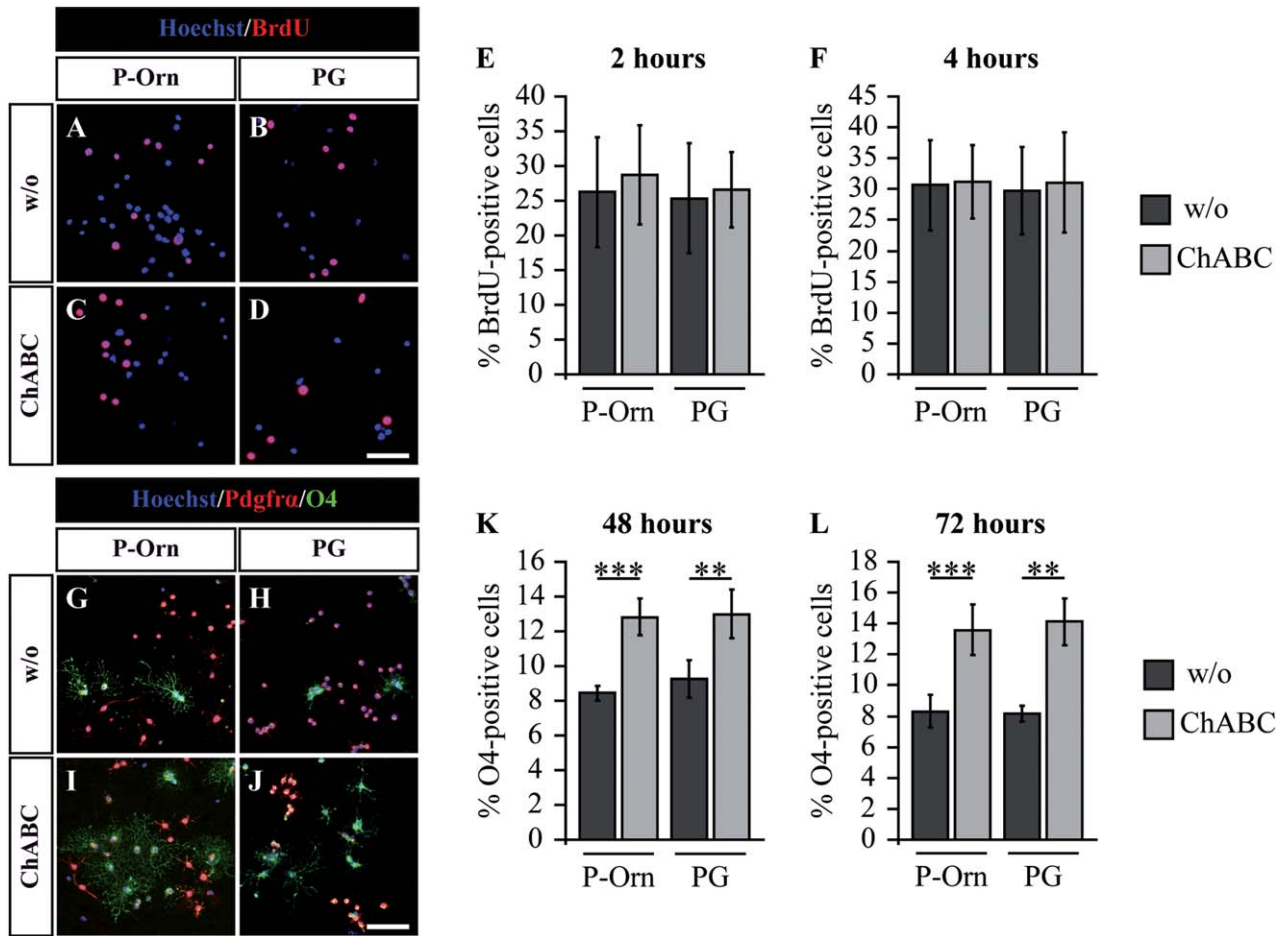 Hoechst/BrdU
P-Orn
PG
w/o
A
B
ChABC
C
D
E
2 hours
% BrdU-positive cells
40
35
30
25
20
15
10
5
0
P-Orn
PG
F
4 hours
% BrdU-positive cells
45
40
35
30
25
20
15
10
5
0
P-Orn
PG
w/o
ChABC
Hoechst/Pdgfrα/O4
P-Orn
PG
w/o
G
H
ChABC
I
J
K
48 hours
% O4-positive cells
16
14
12
10
8
6
4
2
0
***
**
P-Orn
PG
L
72 hours
% O4-positive cells
18
16
14
12
10
8
6
4
2
0
***
**
P-Orn
PG
w/o
ChABC